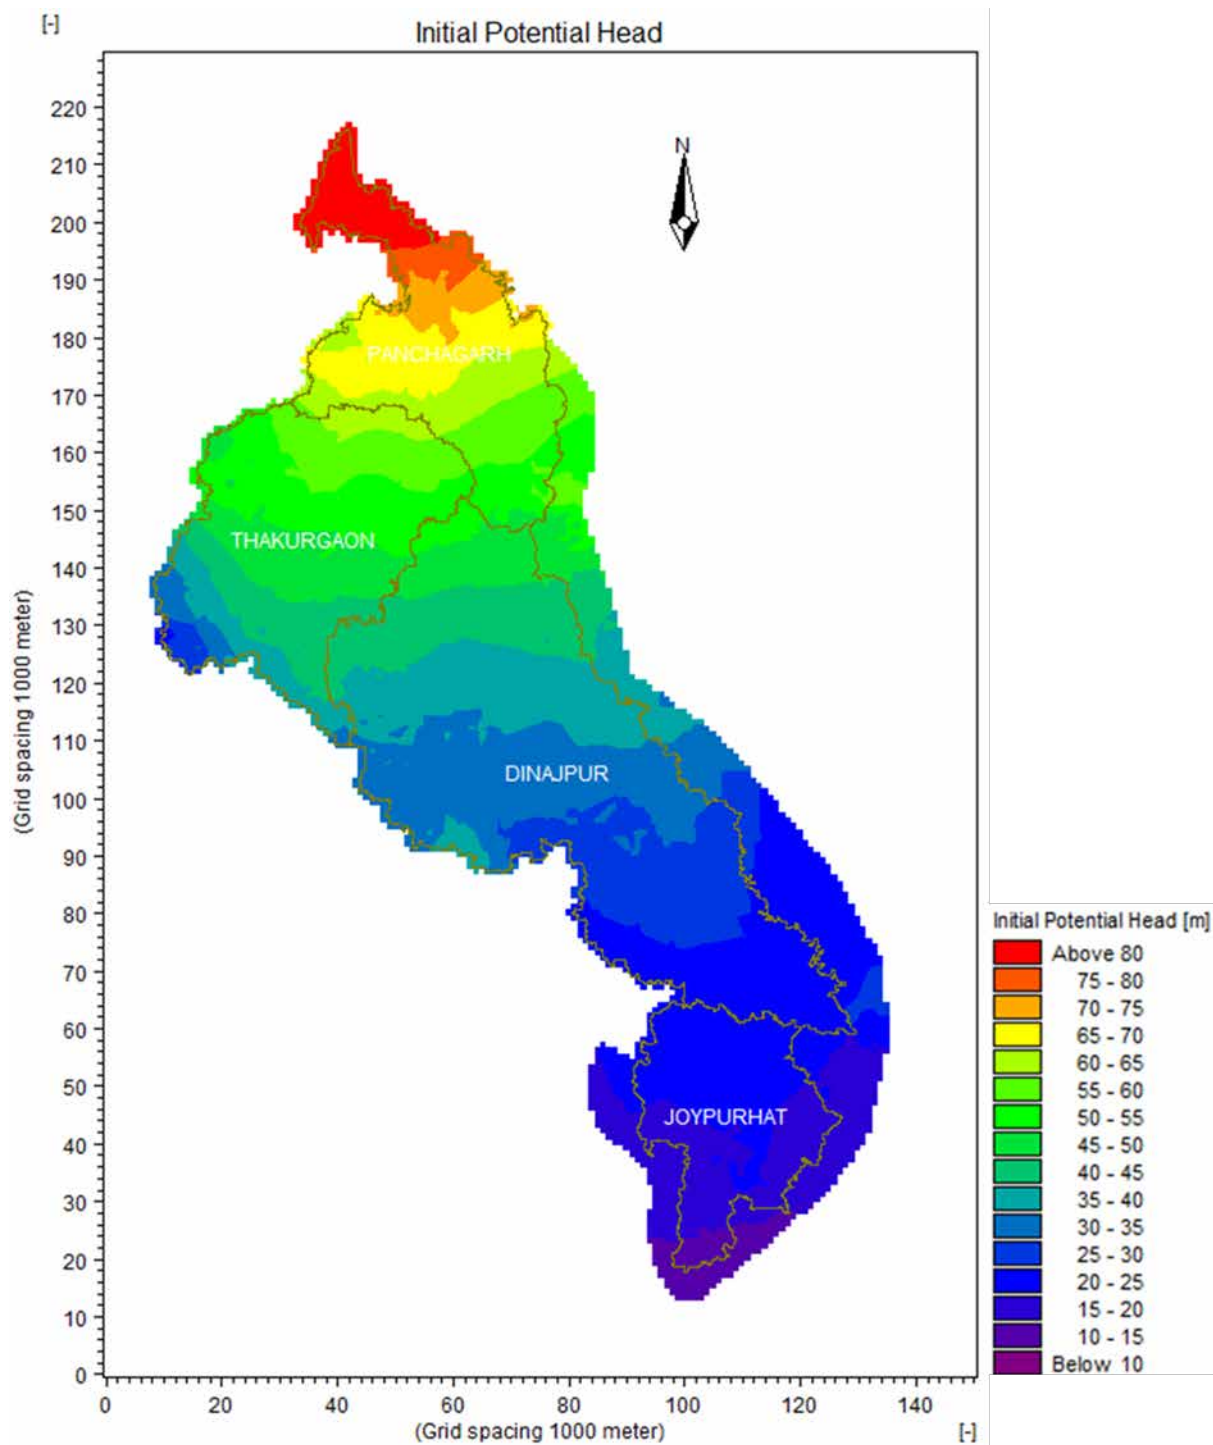 [-]
Initial Potential Head
N
220
210
200
190
180
170
160
150
140
130
120
110
100
90
80
70
60
50
40
30
20
10
0
(Grid spacing 1000 meter)
PANCHAGARH
THAKURGAON
DINAJPUR
JOYPURHAT
0 20 40 60 80 100 120 140
(Grid spacing 1000 meter) [-]
Initial Potential Head [m]
Above 80
75 - 80
70 - 75
65 - 70
60 - 65
55 - 60
50 - 55
45 - 50
40 - 45
35 - 40
30 - 35
25 - 30
20 - 25
15 - 20
10 - 15
Below 10